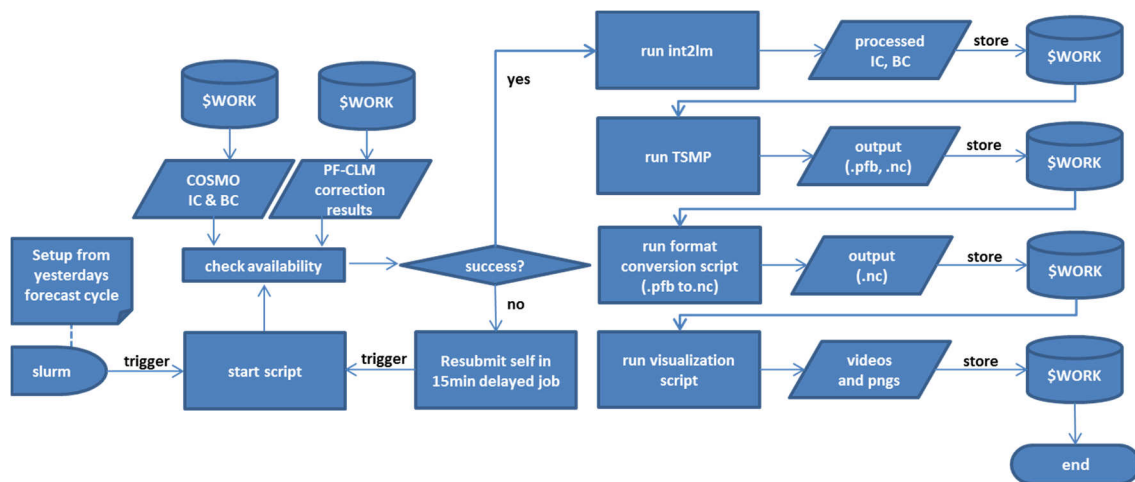 $WORK
$WORK
COSMO
IC & BC
PF-CLM
correction
results
Setup from
yesterdays
forecast cycle
check availability
success?
yes
no
slurm
trigger
start script
trigger
Resubmit self in
15min delayed job
run int2lm
processed
IC, BC
store
$WORK
run TSMP
output
(.pfb, .nc)
store
$WORK
run format
conversion script
(.pfb to.nc)
output
(.nc)
store
$WORK
run visualization
script
videos
and pngs
store
$WORK
end